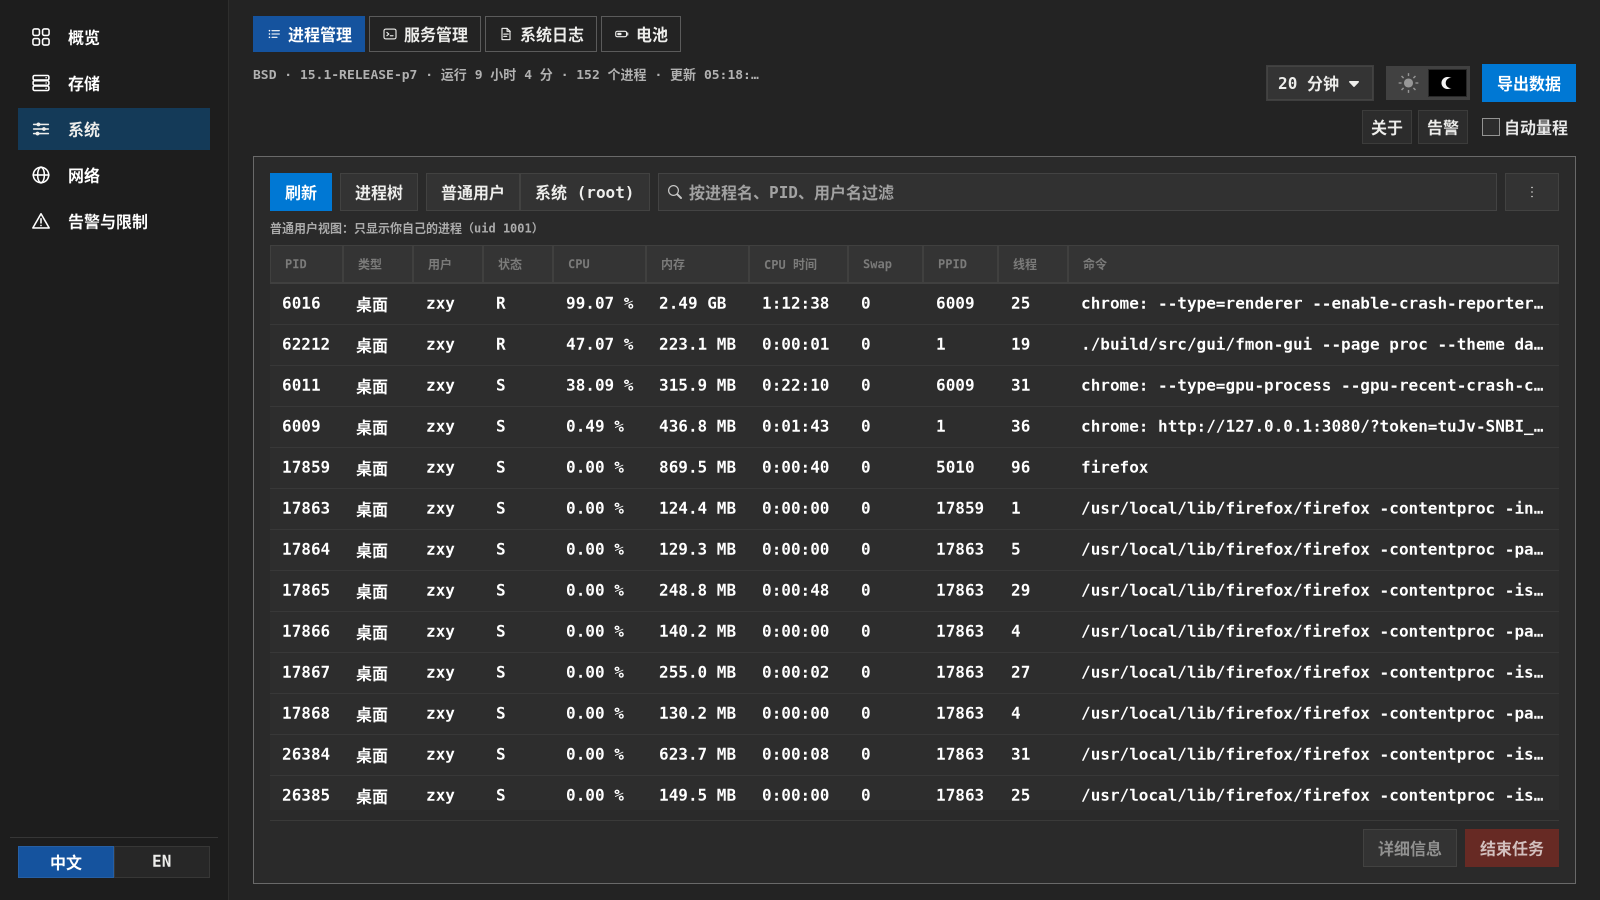 概览
存储
系统
网络
告警与限制
中文 EN
进程管理 服务管理 系统日志 电池
BSD · 15.1-RELEASE-p7 · 运行 9 小时 4 分 · 152 个进程 · 更新 05:18:…
20 分钟 导出数据
关于 告警 自动量程
刷新 进程树 普通用户 系统 (root) 按进程名、PID、用户名过滤 ⋮
普通用户视图：只显示你自己的进程 (uid 1001)
PID 类型 用户 状态 CPU 内存 CPU 时间 Swap PPID 线程 命令
6016 桌面 zxy R 99.07 % 2.49 GB 1:12:38 0 6009 25 chrome: --type=renderer --enable-crash-reporter…
62212 桌面 zxy R 47.07 % 223.1 MB 0:00:01 0 1 19 ./build/src/gui/fmon-gui --page proc --theme da…
6011 桌面 zxy S 38.09 % 315.9 MB 0:22:10 0 6009 31 chrome: --type=gpu-process --gpu-recent-crash-c…
6009 桌面 zxy S 0.49 % 436.8 MB 0:01:43 0 1 36 chrome: http://127.0.0.1:3080/?token=tuJv-SNBI_…
17859 桌面 zxy S 0.00 % 869.5 MB 0:00:40 0 5010 96 firefox
17863 桌面 zxy S 0.00 % 124.4 MB 0:00:00 0 17859 1 /usr/local/lib/firefox/firefox -contentproc -in…
17864 桌面 zxy S 0.00 % 129.3 MB 0:00:00 0 17863 5 /usr/local/lib/firefox/firefox -contentproc -pa…
17865 桌面 zxy S 0.00 % 248.8 MB 0:00:48 0 17863 29 /usr/local/lib/firefox/firefox -contentproc -is…
17866 桌面 zxy S 0.00 % 140.2 MB 0:00:00 0 17863 4 /usr/local/lib/firefox/firefox -contentproc -pa…
17867 桌面 zxy S 0.00 % 255.0 MB 0:00:02 0 17863 27 /usr/local/lib/firefox/firefox -contentproc -is…
17868 桌面 zxy S 0.00 % 130.2 MB 0:00:00 0 17863 4 /usr/local/lib/firefox/firefox -contentproc -pa…
26384 桌面 zxy S 0.00 % 623.7 MB 0:00:08 0 17863 31 /usr/local/lib/firefox/firefox -contentproc -is…
26385 桌面 zxy S 0.00 % 149.5 MB 0:00:00 0 17863 25 /usr/local/lib/firefox/firefox -contentproc -is…
详细信息 结束任务